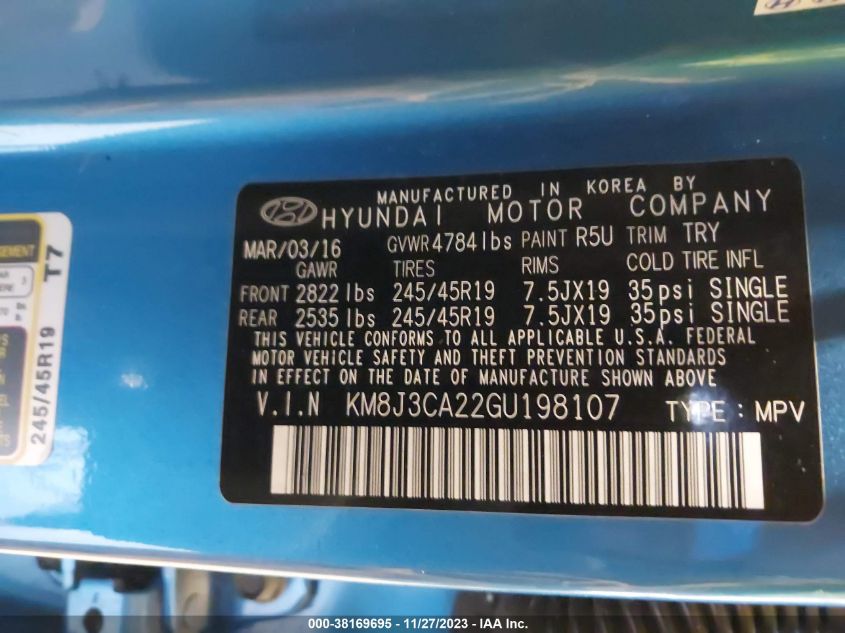 MANUFACTURED IN KOREA BY
HYUNDAI MOTOR COMPANY
MAR/03/16 GVWR 4784lbs PAINT R5U TRIM TRY
GAWR TIRES RIMS COLD TIRE INFL
FRONT 2822 lbs 245/45R19 7.5JX19 35psi SINGLE
REAR 2535 lbs 245/45R19 7.5JX19 35psi SINGLE
THIS VEHICLE CONFORMS TO ALL APPLICABLE U.S.A. FEDERAL
MOTOR VEHICLE SAFETY AND THEFT PREVENTION STANDARDS
IN EFFECT ON THE DATE OF MANUFACTURE SHOWN ABOVE
V.I.N KM8J3CA22GU198107 TYPE : MPV
245/45R19 T7
000-38169695 - 11/27/2023 - IAA Inc.